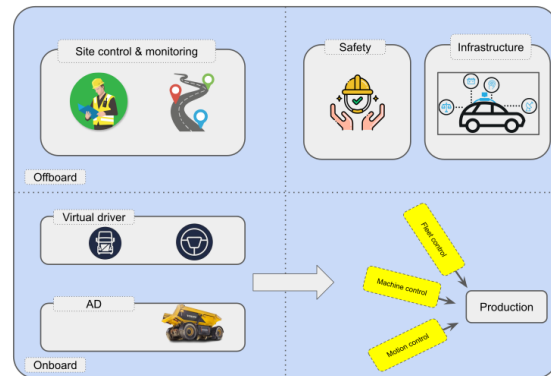 Site control & monitoring
Safety
Infrastructure
Offboard
Virtual driver
Fleet control
Machine control
Production
AD
Motion control
Onboard